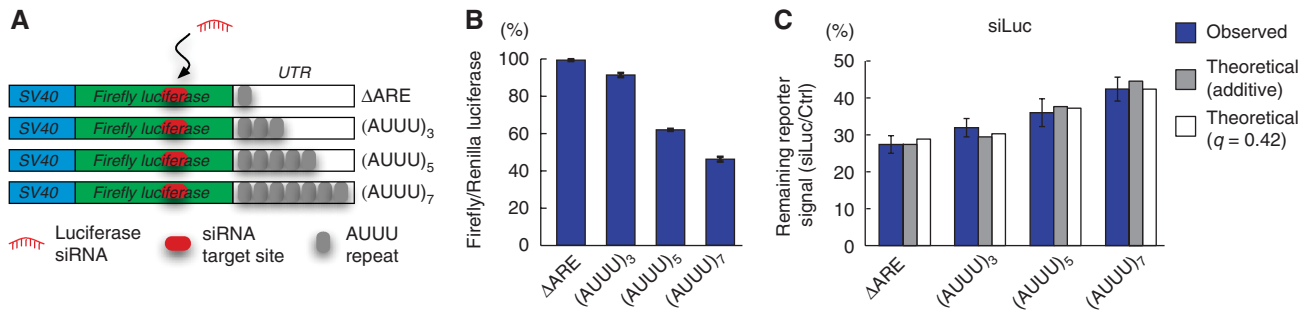 A
UTR
SV40 Firefly luciferase ΔARE
SV40 Firefly luciferase (AUUU)3
SV40 Firefly luciferase (AUUU)5
SV40 Firefly luciferase (AUUU)7
Luciferase siRNA
siRNA target site
AUUU repeat
B
(%)
Firefly/Renilla luciferase
100
80
60
40
20
0
ΔARE
(AUUU)3
(AUUU)5
(AUUU)7
C
(%)
siLuc
Remaining reporter
signal (siLuc/Ctrl)
50
40
30
20
10
0
ΔARE
(AUUU)3
(AUUU)5
(AUUU)7
Observed
Theoretical
(additive)
Theoretical
(q = 0.42)